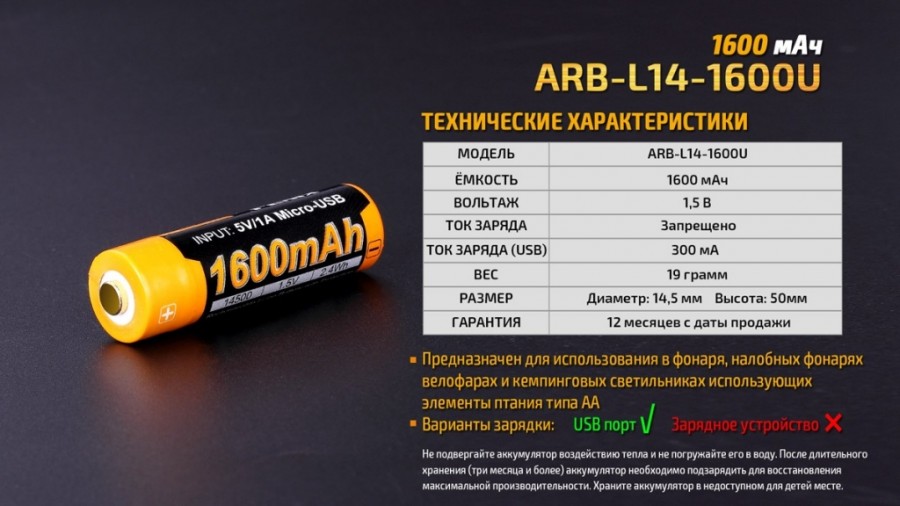 1600 мАч
ARB-L14-1600U
ТЕХНИЧЕСКИЕ ХАРАКТЕРИСТИКИ
МОДЕЛЬ ARB-L14-1600U
ЁМКОСТЬ 1600 мАч
ВОЛЬТАЖ 1,5 В
ТОК ЗАРЯДА Запрещено
ТОК ЗАРЯДА (USB) 300 мА
ВЕС 19 грамм
РАЗМЕР Диаметр: 14,5 мм Высота: 50мм
ГАРАНТИЯ 12 месяцев с даты продажи
INPUT: 5V/1A Micro-USB
1600mAh
14500 / 1.5V / 2.4Wh
Предназначен для использования в фонаря, налобных фонарях
велофарах и кемпинговых светильниках использующих
элементы птания типа АА
Варианты зарядки: USB порт √ Зарядное устройство ✕
Не подвергайте аккумулятор воздействию тепла и не погружайте его в воду. После длительного
хранения (три месяца и более) аккумулятор необходимо подзарядить для восстановления
максимальной производительности. Храните аккумулятор в недоступном для детей месте.